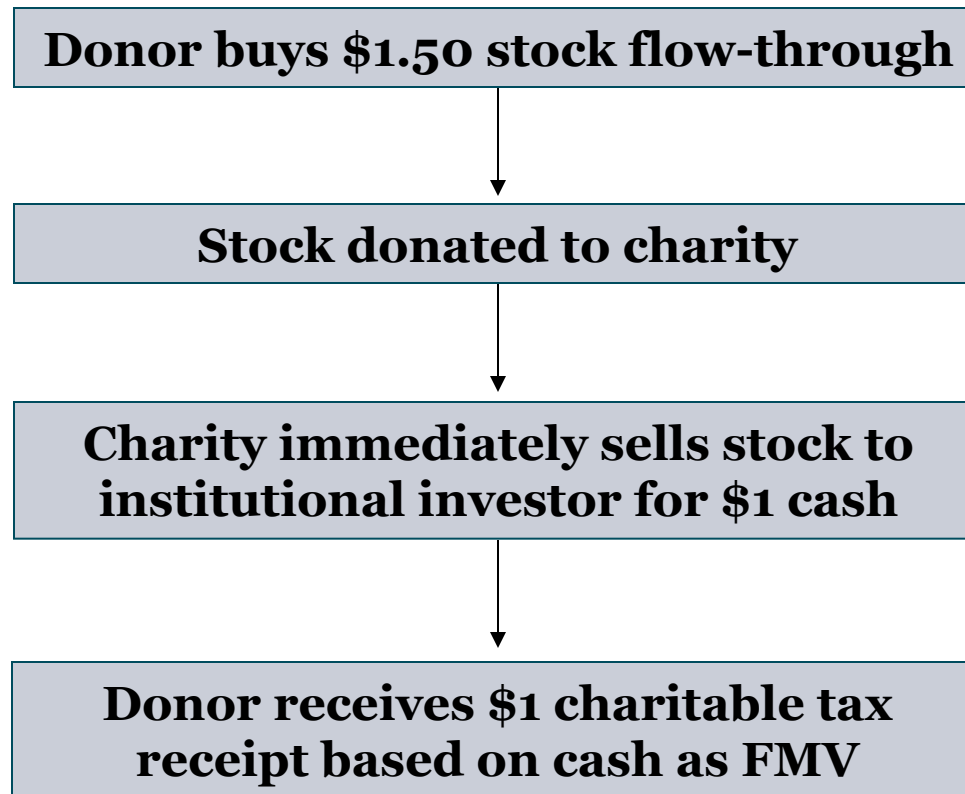 Donor buys $1.50 stock flow-through
Stock donated to charity
Charity immediately sells stock to
institutional investor for $1 cash
Donor receives $1 charitable tax
receipt based on cash as FMV